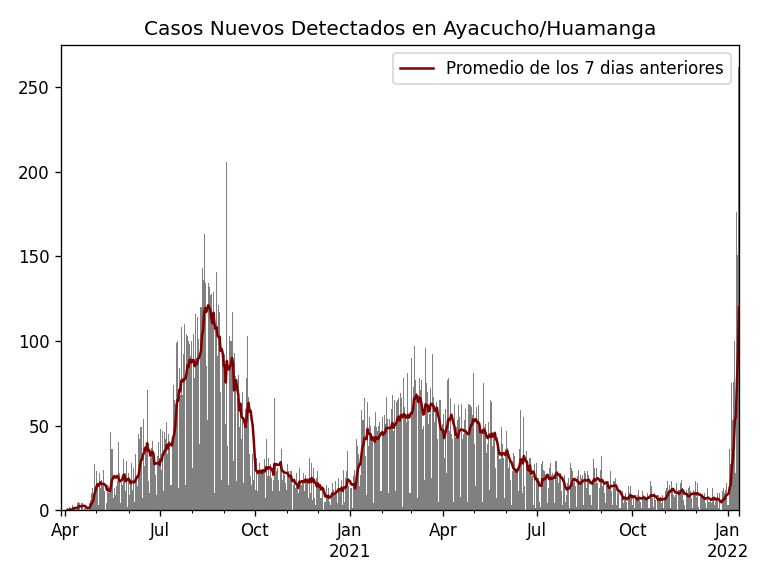 Casos Nuevos Detectados en Ayacucho/Huamanga
Promedio de los 7 dias anteriores
250
200
150
100
50
0
Apr Jul Oct Jan Apr Jul Oct Jan
2021 2022